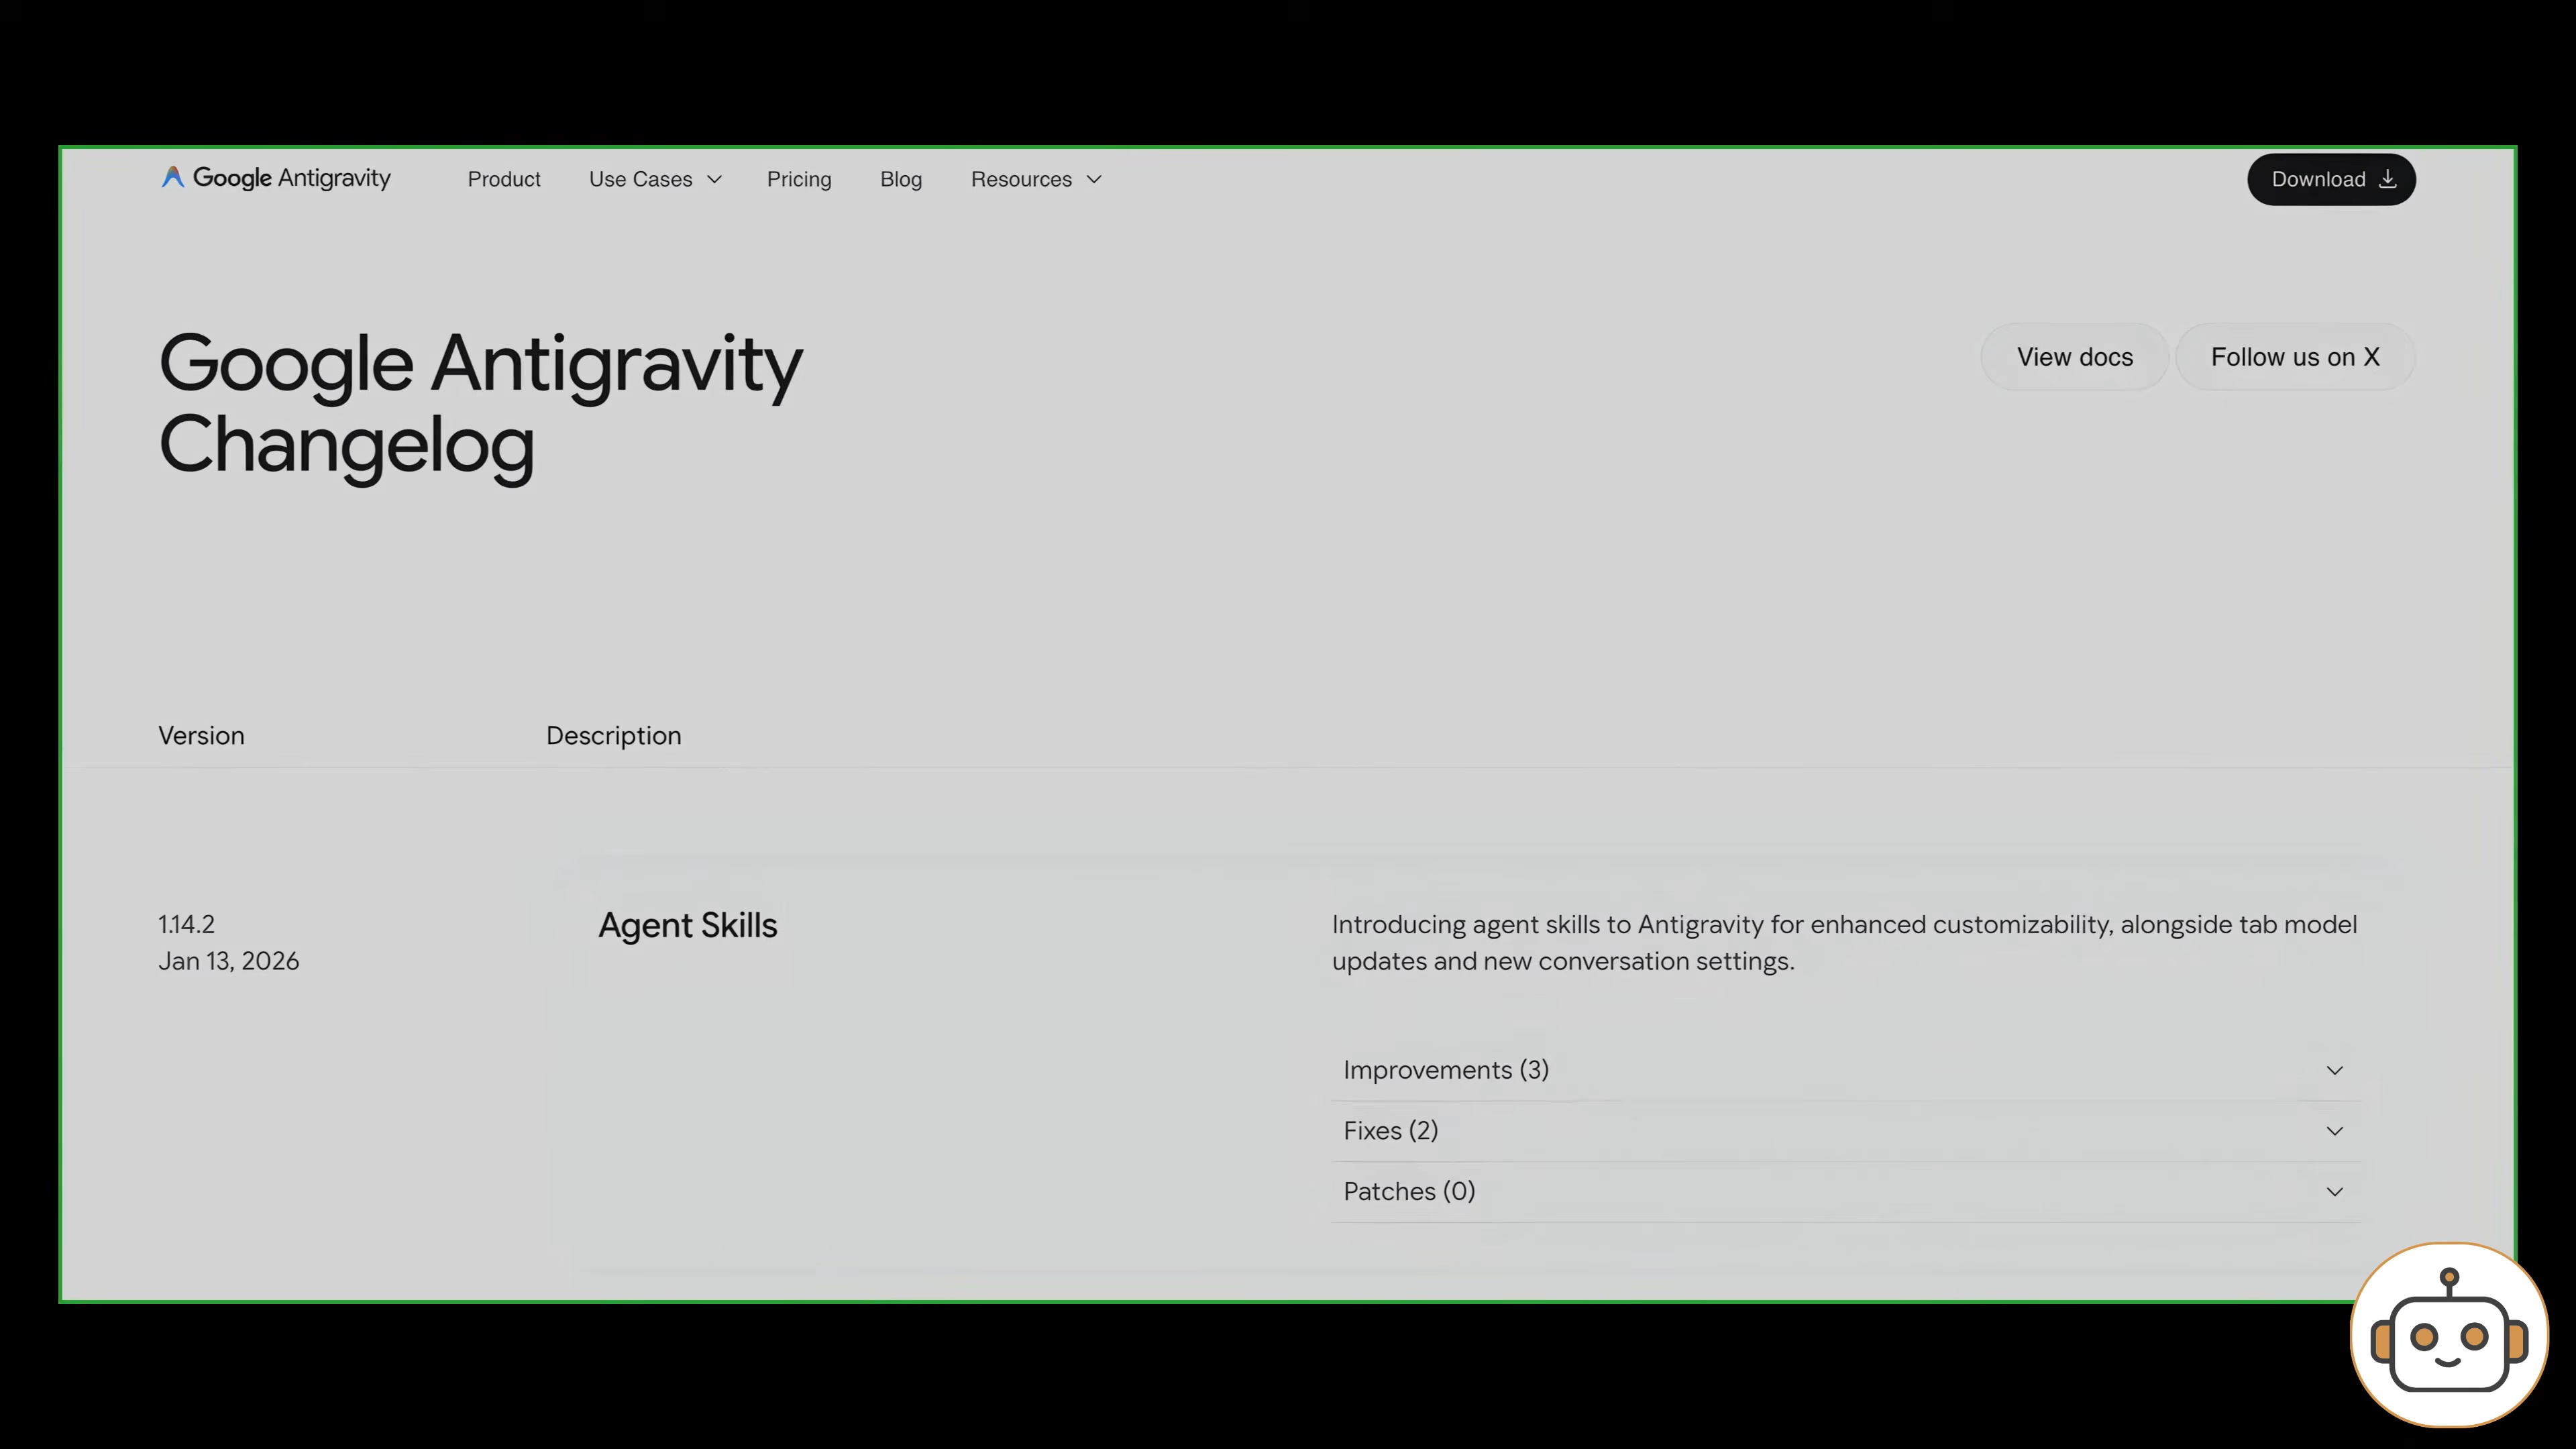 Google Antigravity
Product
Use Cases
Pricing
Blog
Resources
Download
Google Antigravity
Changelog
View docs
Follow us on X
Version
Description
1.14.2
Jan 13, 2026
Agent Skills
Introducing agent skills to Antigravity for enhanced customizability, alongside tab model
updates and new conversation settings.
Improvements (3)
Fixes (2)
Patches (0)